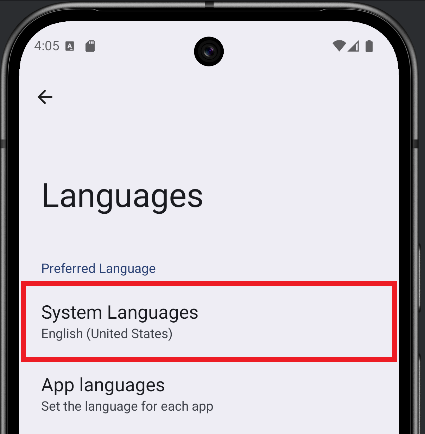 4:05
Languages
Preferred Language
System Languages
English (United States)
App languages
Set the language for each app